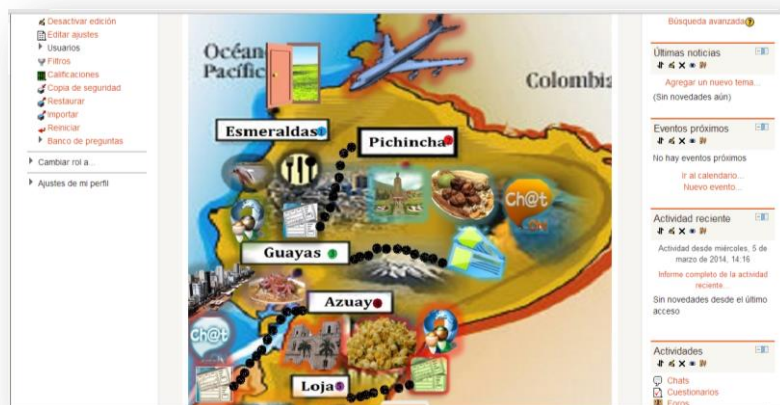 Desactivar edición
Editar ajustes
Usuarios
Filtros
Calificaciones
Copia de seguridad
Restaurar
Importar
Reiniciar
Banco de preguntas
Cambiar rol a...
Ajustes de mi perfil
Océan
Pacífic
Colombia
Esmeraldas
Pichincha
Ch@t
Guayas
Azuay
Ch@t
Loja
Búsqueda avanzada
Últimas noticias
Agregar un nuevo tema...
(Sin novedades aún)
Eventos próximos
No hay eventos próximos
Ir al calendario...
Nuevo evento...
Actividad reciente
Actividad desde miércoles, 5 de
marzo de 2014, 14:16
Informe completo de la actividad
reciente...
Sin novedades desde el último
acceso
Actividades
Chats
Cuestionarios
Foros